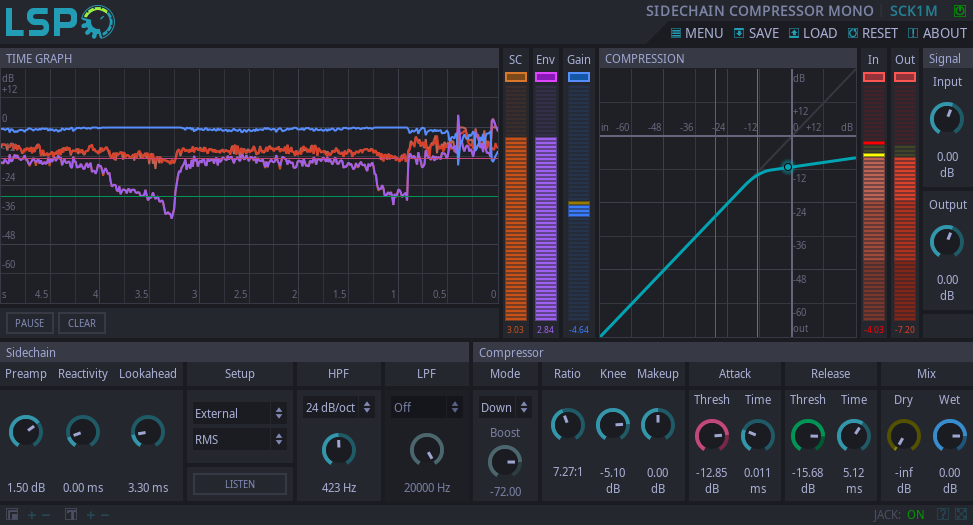 LSP SIDECHAIN COMPRESSOR MONO SCK1M
MENU SAVE LOAD RESET ABOUT
TIME GRAPH SC Env Gain COMPRESSION In Out Signal
dB
+12
0
-24
-36
-48
-60
s 4.5 4 3.5 3 2.5 2 1.5 1 0.5 0
PAUSE CLEAR
3.03 2.84 -4.64
dB
+12
in -60 -48 -36 -24 -12 0 +12 dB
-12
-24
-36
-48
-60
out
-4.03 -7.20
Input
0.00
dB
Output
0.00
dB
Sidechain Compressor
Preamp Reactivity Lookahead Setup HPF LPF Mode Ratio Knee Makeup Attack Release Mix
External 24 dB/oct Off Down Thresh Time Thresh Time Dry Wet
RMS Boost
1.50 dB 0.00 ms 3.30 ms LISTEN 423 Hz 20000 Hz -72.00 7.27:1 -5.10 0.00 -12.85 0.011 -15.68 5.12 -inf 0.00
dB dB dB ms dB ms dB dB
JACK: ON